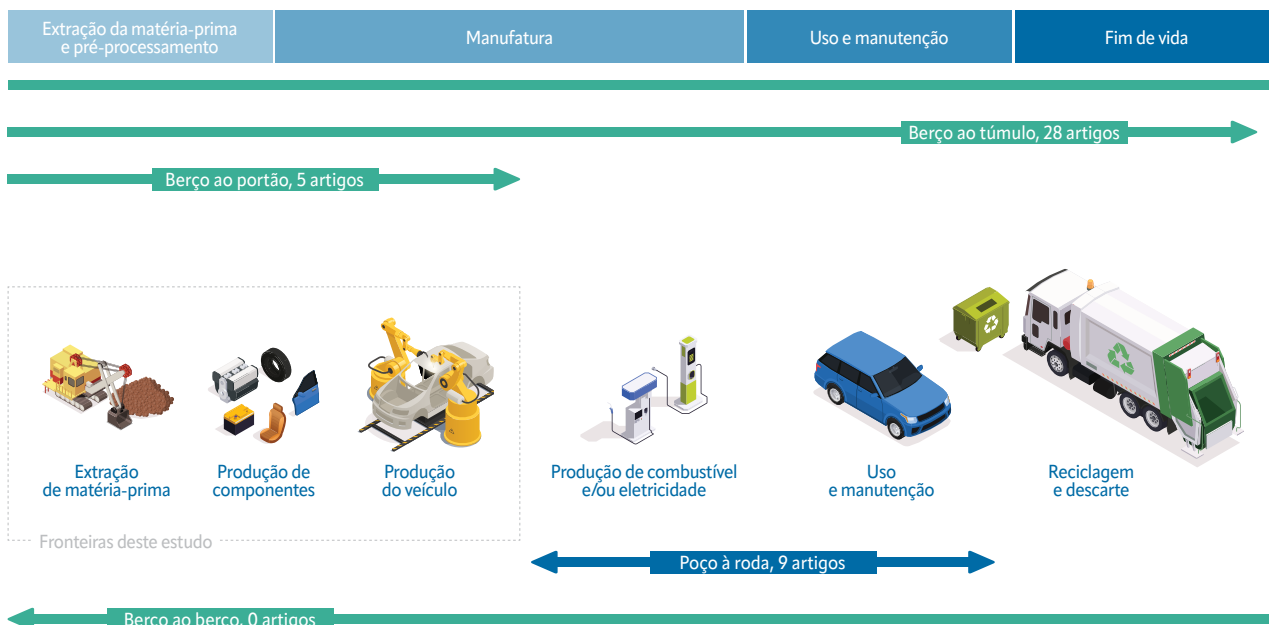 Extração da matéria-prima
e pré-processamento
Manufatura
Uso e manutenção
Fim de vida
Berço ao túmulo, 28 artigos
Berço ao portão, 5 artigos
Extração
de matéria-prima
Produção de
componentes
Produção
do veículo
Produção de combustível
e/ou eletricidade
Uso
e manutenção
Reciclagem
e descarte
Fronteiras deste estudo
Poço à roda, 9 artigos
Berço ao berço, 0 artigos